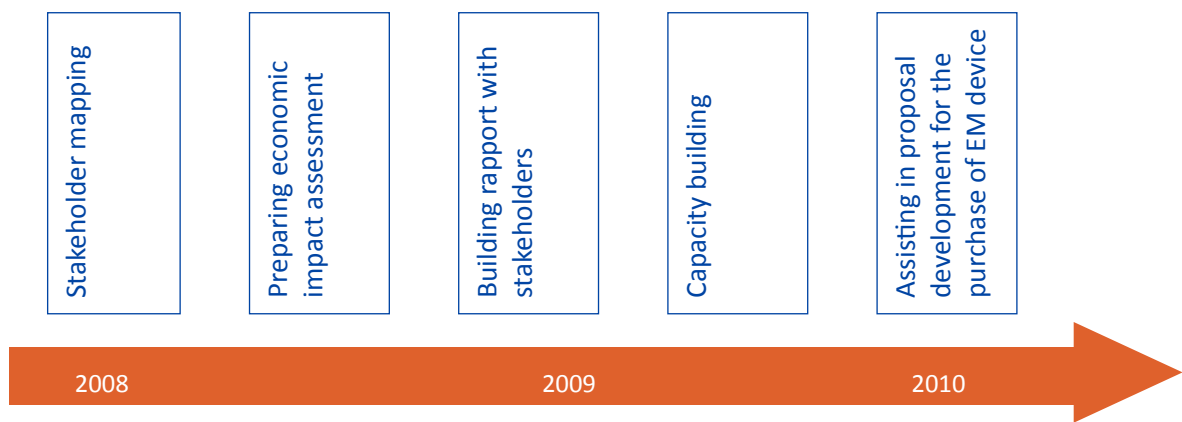 Stakeholder mapping
Preparing economic
impact assessment
Building rapport with
stakeholders
Capacity building
Assisting in proposal
development for the
purchase of EM device
2008
2009
2010